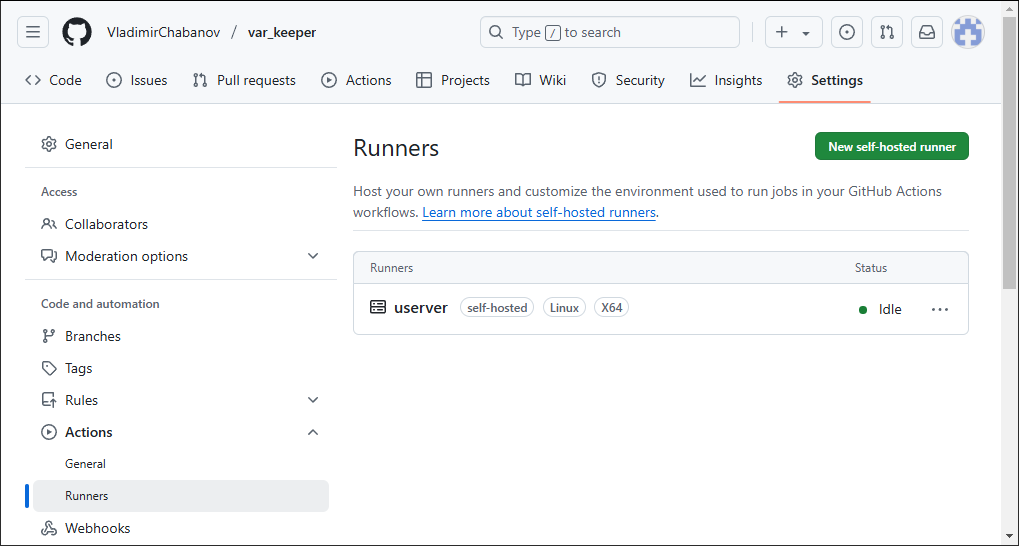 VladimirChabanov / var_keeper
Type / to search
Code Issues Pull requests Actions Projects Wiki Security Insights Settings
General
Access
Collaborators
Moderation options
Code and automation
Branches
Tags
Rules
Actions
General
Runners
Webhooks
Runners
New self-hosted runner
Host your own runners and customize the environment used to run jobs in your GitHub Actions
workflows. Learn more about self-hosted runners.
Runners Status
userver self-hosted Linux X64 Idle